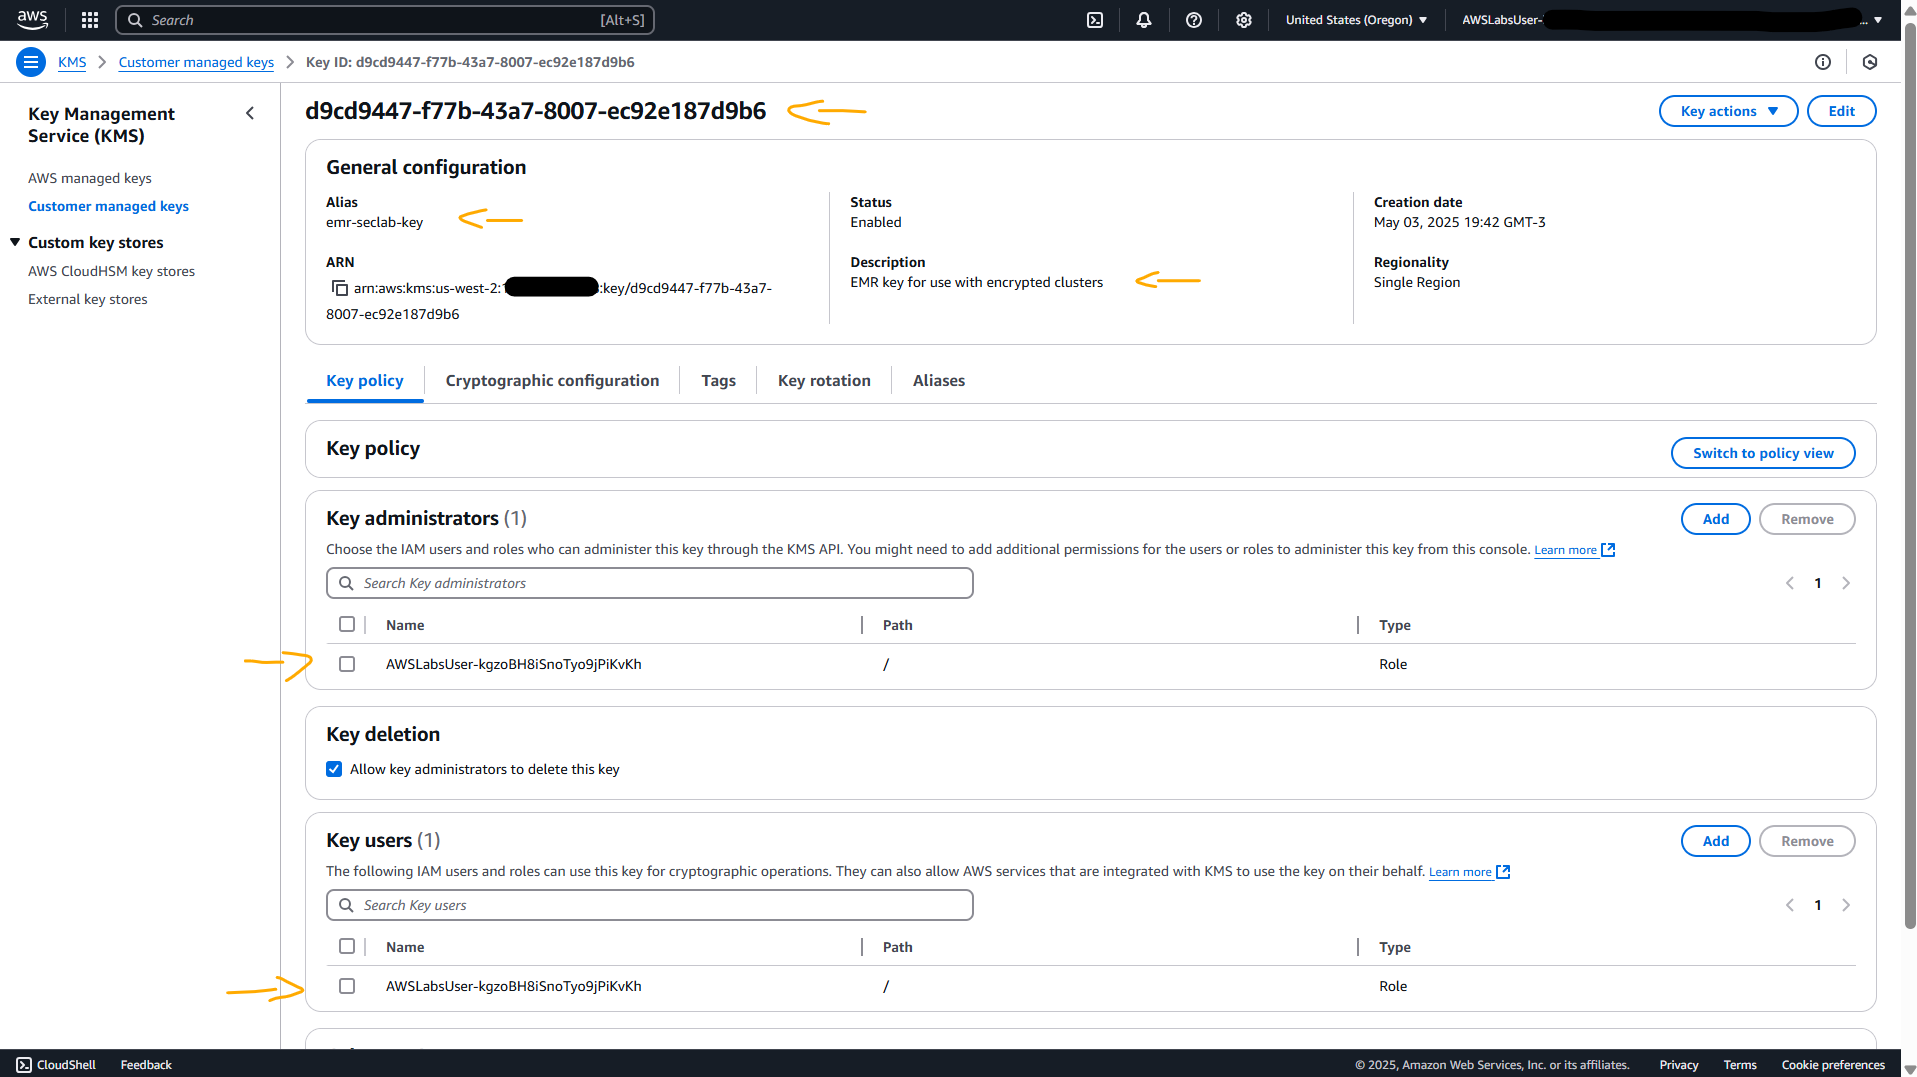 aws
Search
[Alt+S]
United States (Oregon)
AWSLabsUser-
...
KMS
Customer managed keys
Key ID: d9cd9447-f77b-43a7-8007-ec92e187d9b6
Key Management
Service (KMS)
AWS managed keys
Customer managed keys
Custom key stores
AWS CloudHSM key stores
External key stores
d9cd9447-f77b-43a7-8007-ec92e187d9b6
Key actions
Edit
General configuration
Alias
emr-seclab-key
ARN
arn:aws:kms:us-west-2: :key/d9cd9447-f77b-43a7-
8007-ec92e187d9b6
Status
Enabled
Description
EMR key for use with encrypted clusters
Creation date
May 03, 2025 19:42 GMT-3
Regionality
Single Region
Key policy
Cryptographic configuration
Tags
Key rotation
Aliases
Key policy
Switch to policy view
Key administrators (1)
Add
Remove
Choose the IAM users and roles who can administer this key through the KMS API. You might need to add additional permissions for the users or roles to administer this key from this console. Learn more
Search Key administrators
1
Name Path Type
AWSLabsUser-kgzoBH8iSnoTyo9jPiKvKh / Role
Key deletion
Allow key administrators to delete this key
Key users (1)
Add
Remove
The following IAM users and roles can use this key for cryptographic operations. They can also allow AWS services that are integrated with KMS to use the key on their behalf. Learn more
Search Key users
1
Name Path Type
AWSLabsUser-kgzoBH8iSnoTyo9jPiKvKh / Role
CloudShell
Feedback
© 2025, Amazon Web Services, Inc. or its affiliates.
Privacy
Terms
Cookie preferences